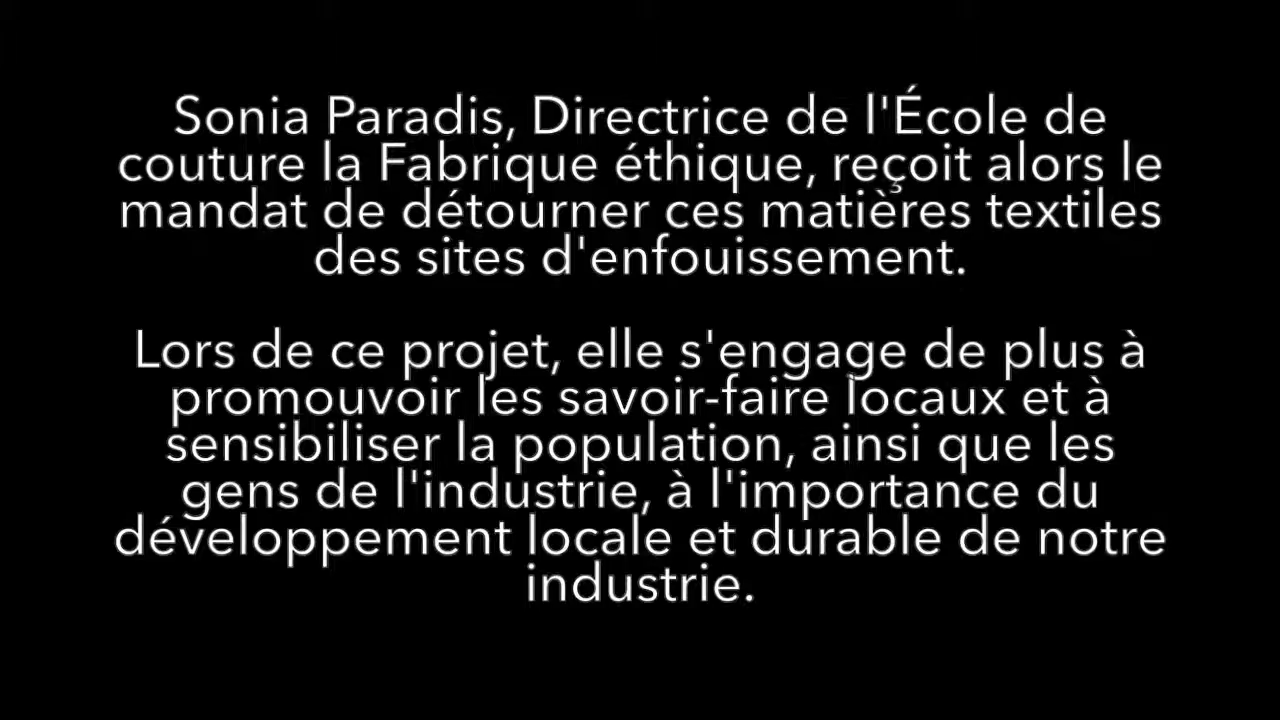 Sonia Paradis, Directrice de l'École de
couture la Fabrique éthique, reçoit alors le
mandat de détourner ces matières textiles
des sites d'enfouissement.
Lors de ce projet, elle s'engage de plus à
promouvoir les savoir-faire locaux et à
sensibiliser la population, ainsi que les
gens de l'industrie, à l'importance du
développement locale et durable de notre
industrie.